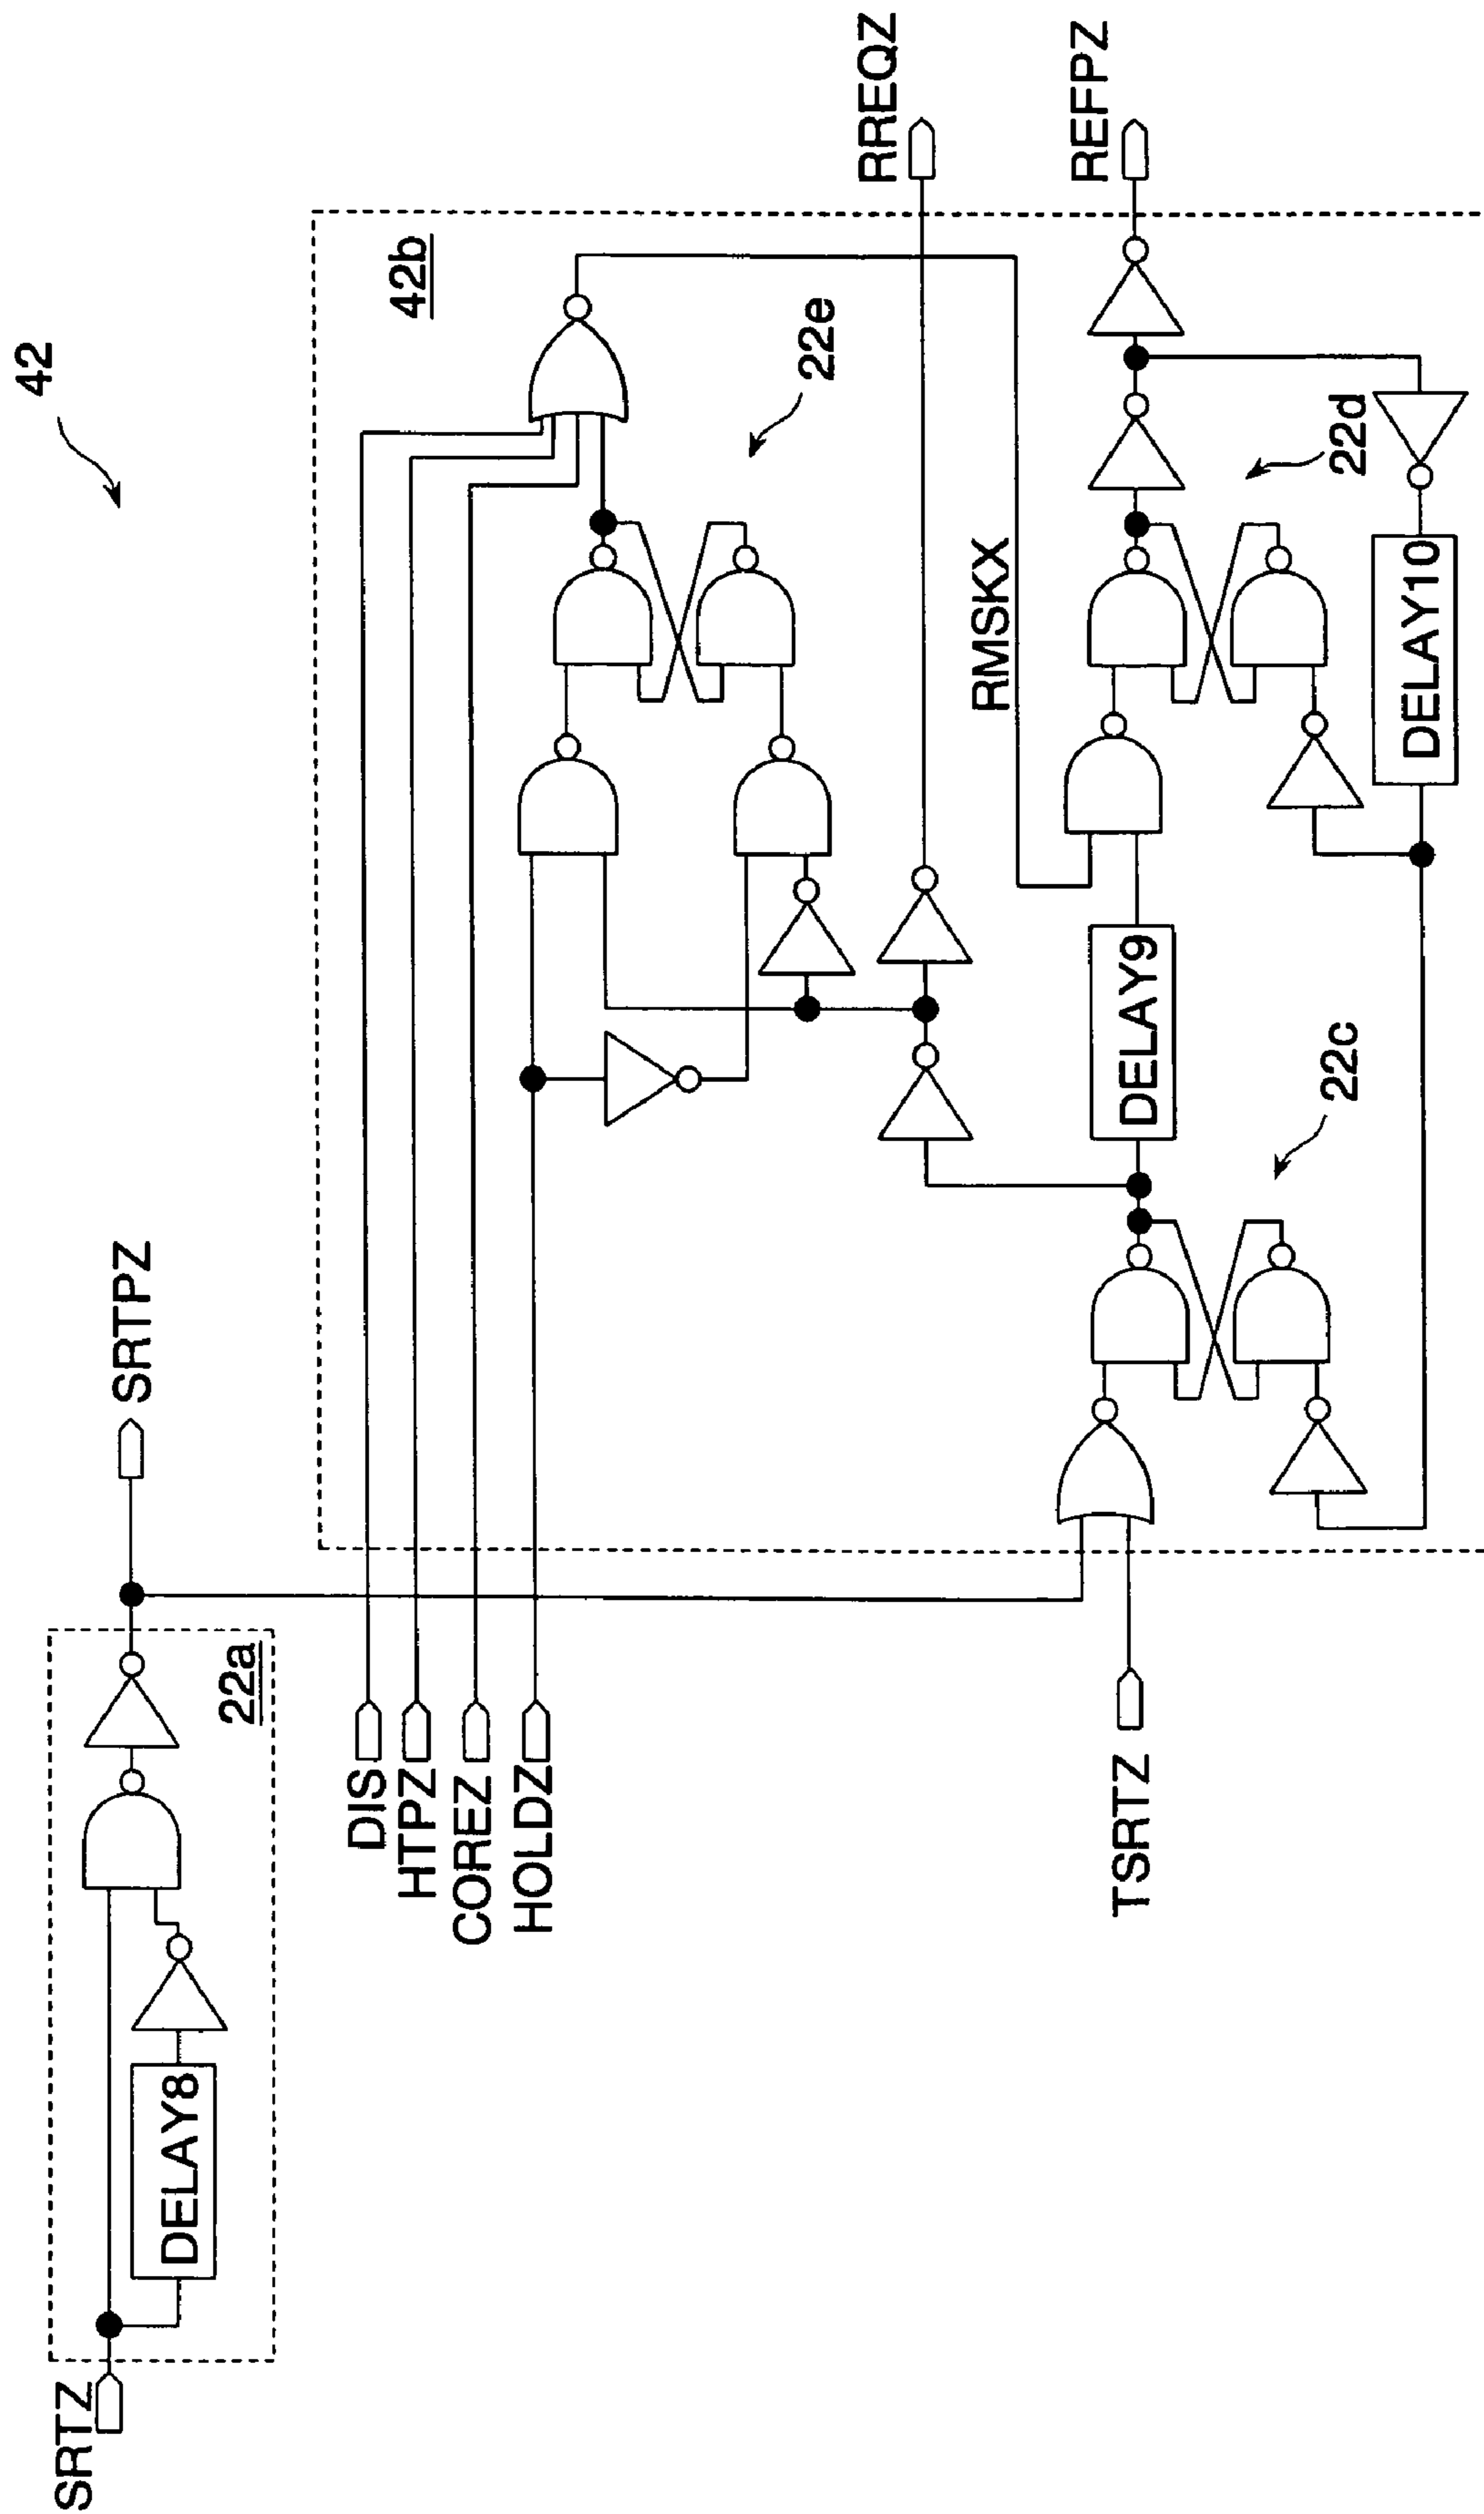 42
SRTZ
DELAY8
22a
SRTPZ
DIS
HTPZ
COREZ
HOLDZ
TSRTZ
42b
22e
RREQZ
RMSKX
DELAY9
22c
22d
DELAY10
REFPZ